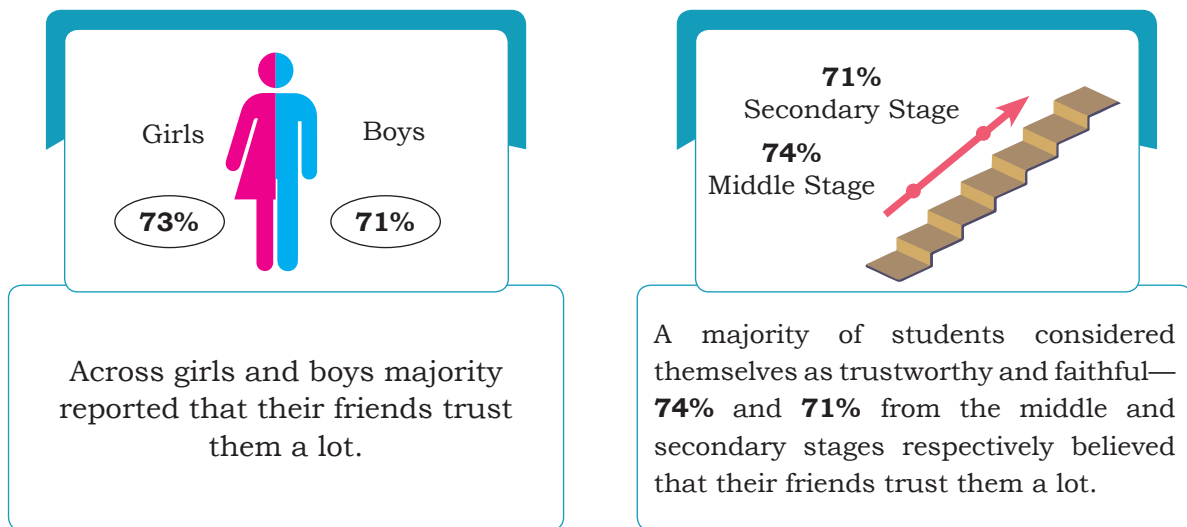 Girls
Boys
73%
71%
Across girls and boys majority
reported that their friends trust
them a lot.
71%
Secondary Stage
74%
Middle Stage
A majority of students considered
themselves as trustworthy and faithful—
74% and 71% from the middle and
secondary stages respectively believed
that their friends trust them a lot.